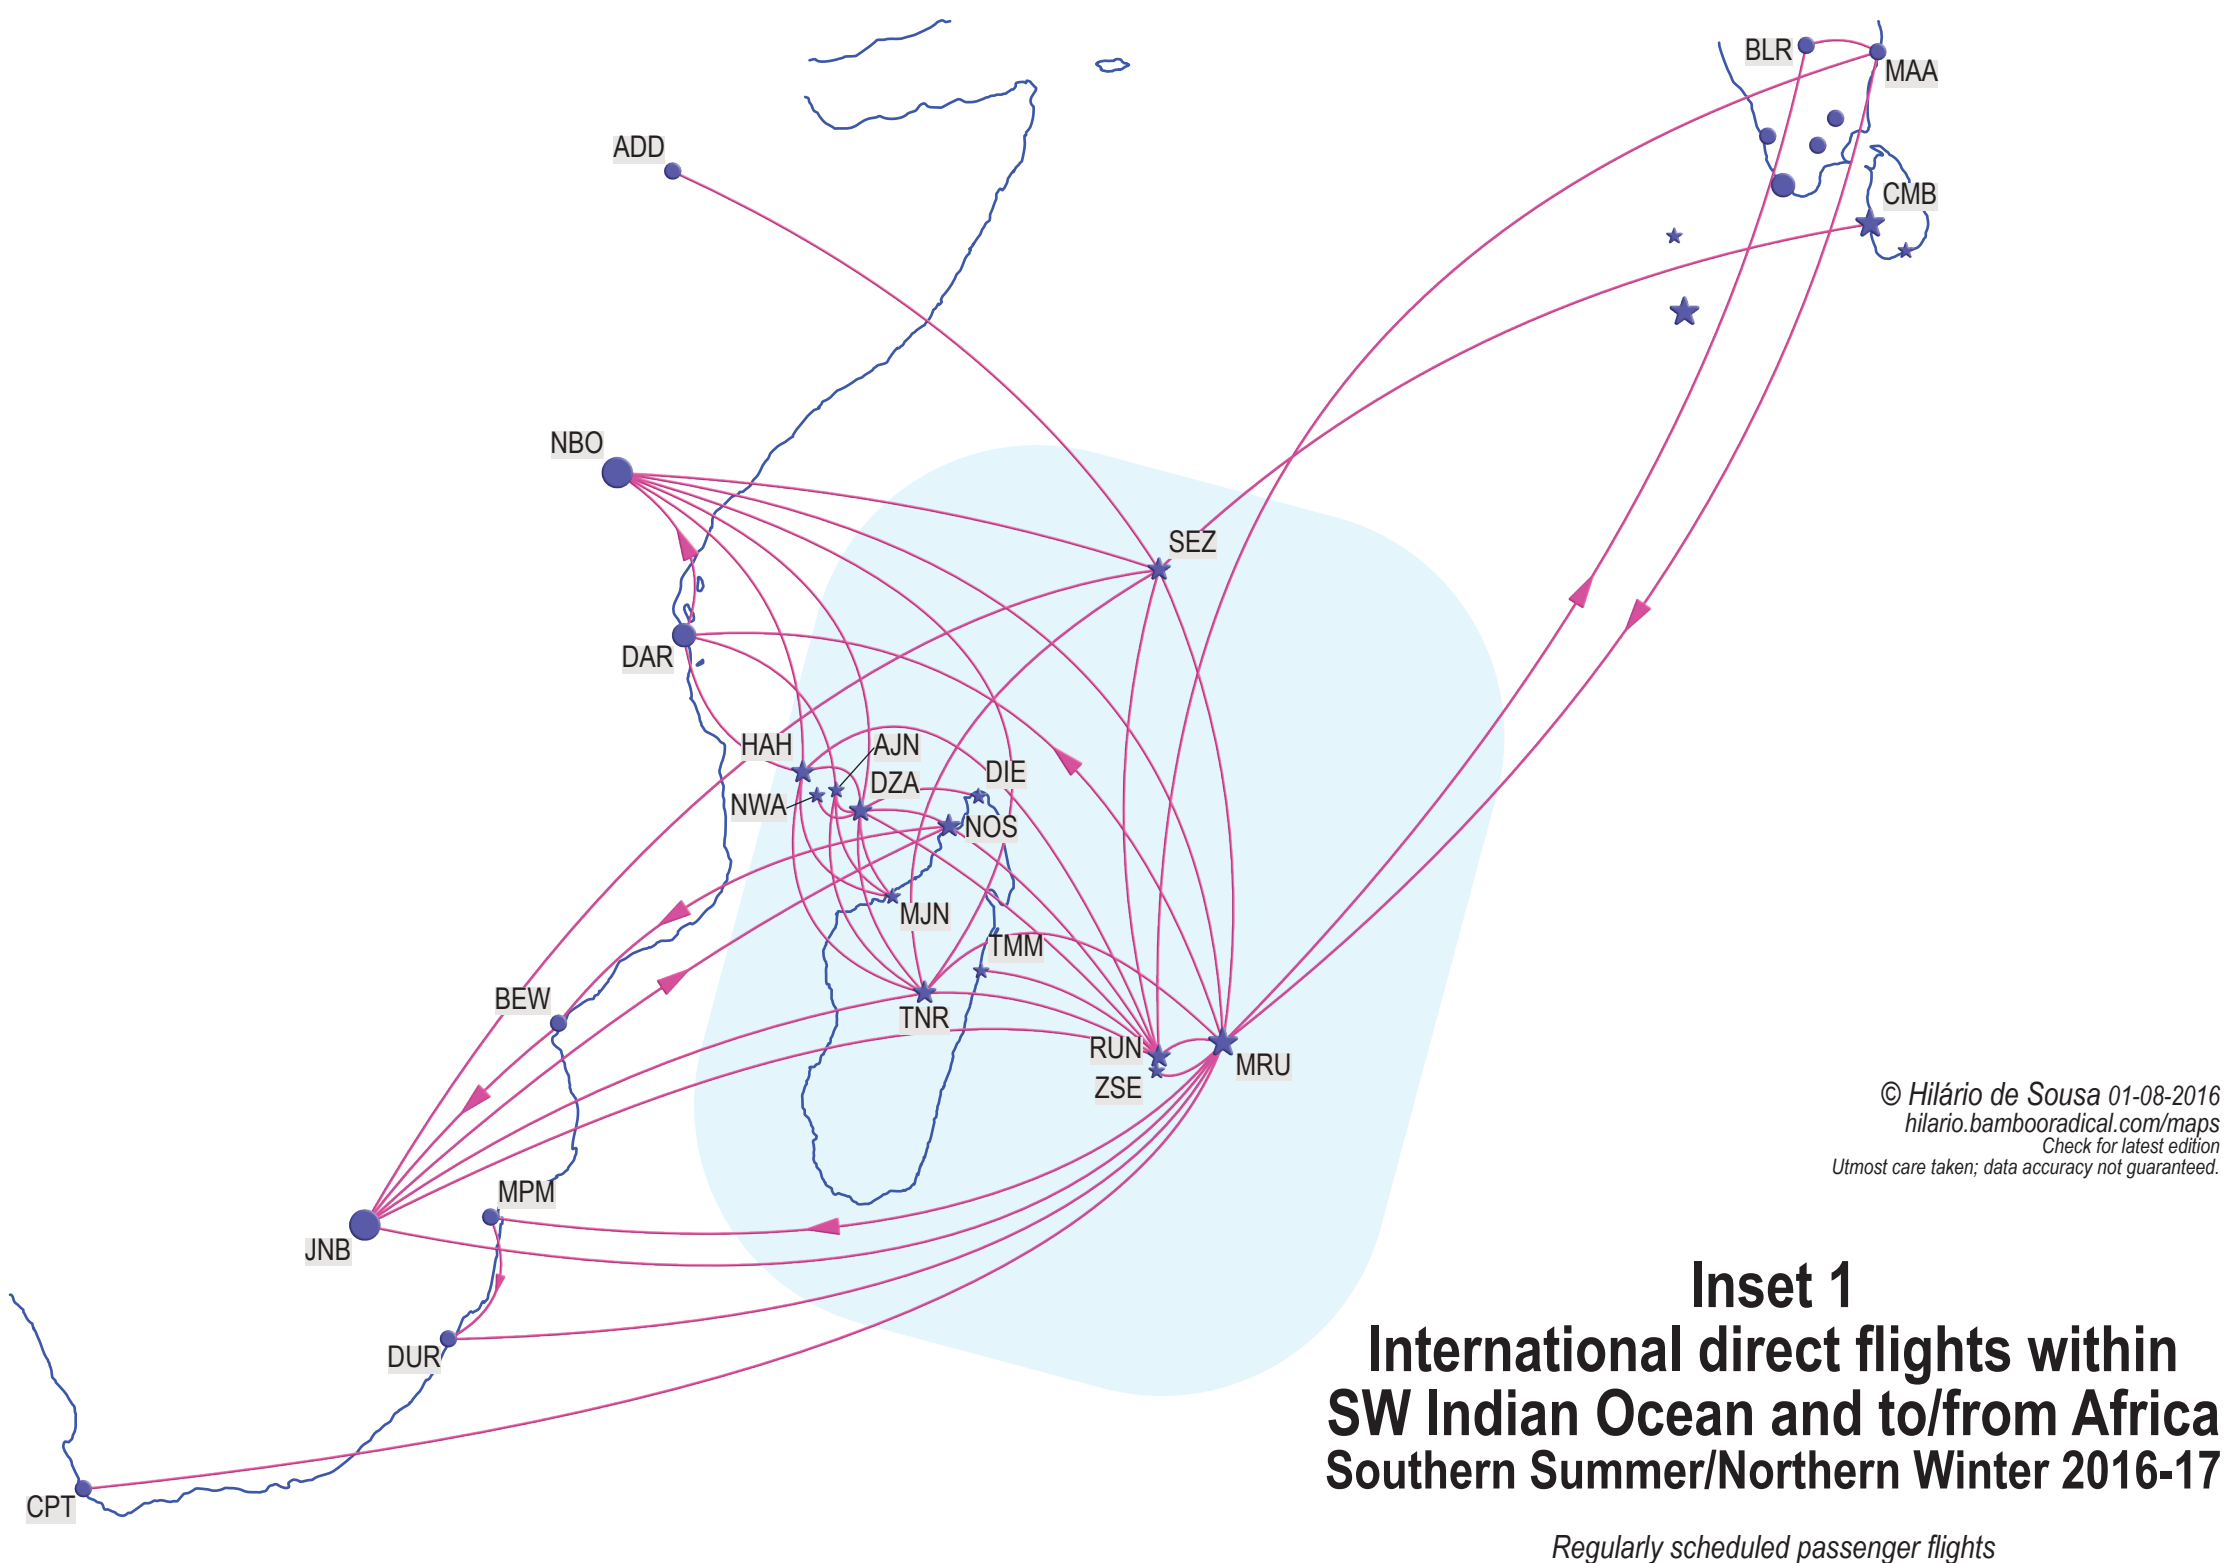 BLR
MAA
ADD
CMB
NBO
SEZ
DAR
HAH
AJN
DZA
DIE
NWA
NOS
MJN
TMM
BEW
TNR
RUN
MRU
ZSE
© Hilário de Sousa 01-08-2016
hilario.bambooradical.com/maps
Check for latest edition
Utmost care taken; data accuracy not guaranteed.
MPM
JNB
DUR
CPT
Inset 1
International direct flights within
SW Indian Ocean and to/from Africa
Southern Summer/Northern Winter 2016-17
Regularly scheduled passenger flights